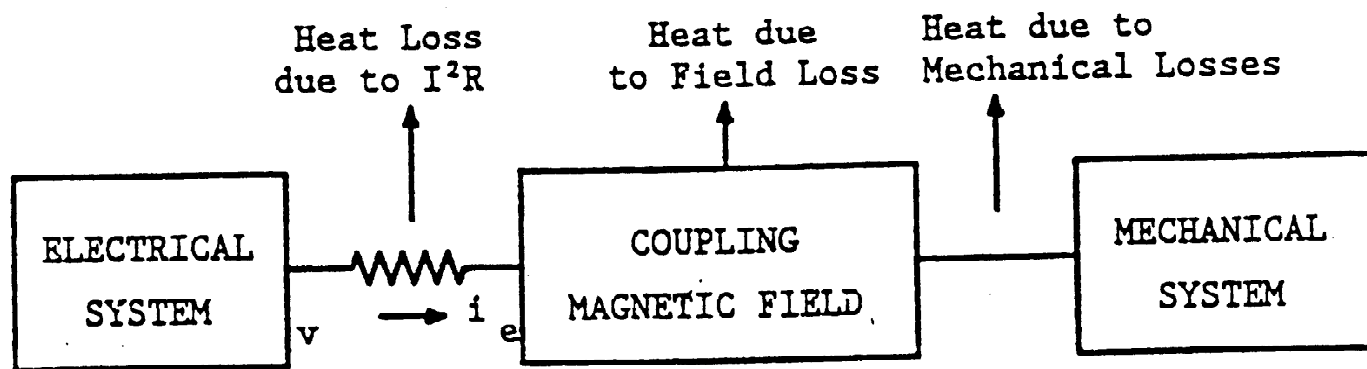 Heat Loss
due to I²R
Heat due
to Field Loss
Heat due to
Mechanical Losses
ELECTRICAL
SYSTEM
v
i
e
COUPLING
MAGNETIC FIELD
MECHANICAL
SYSTEM